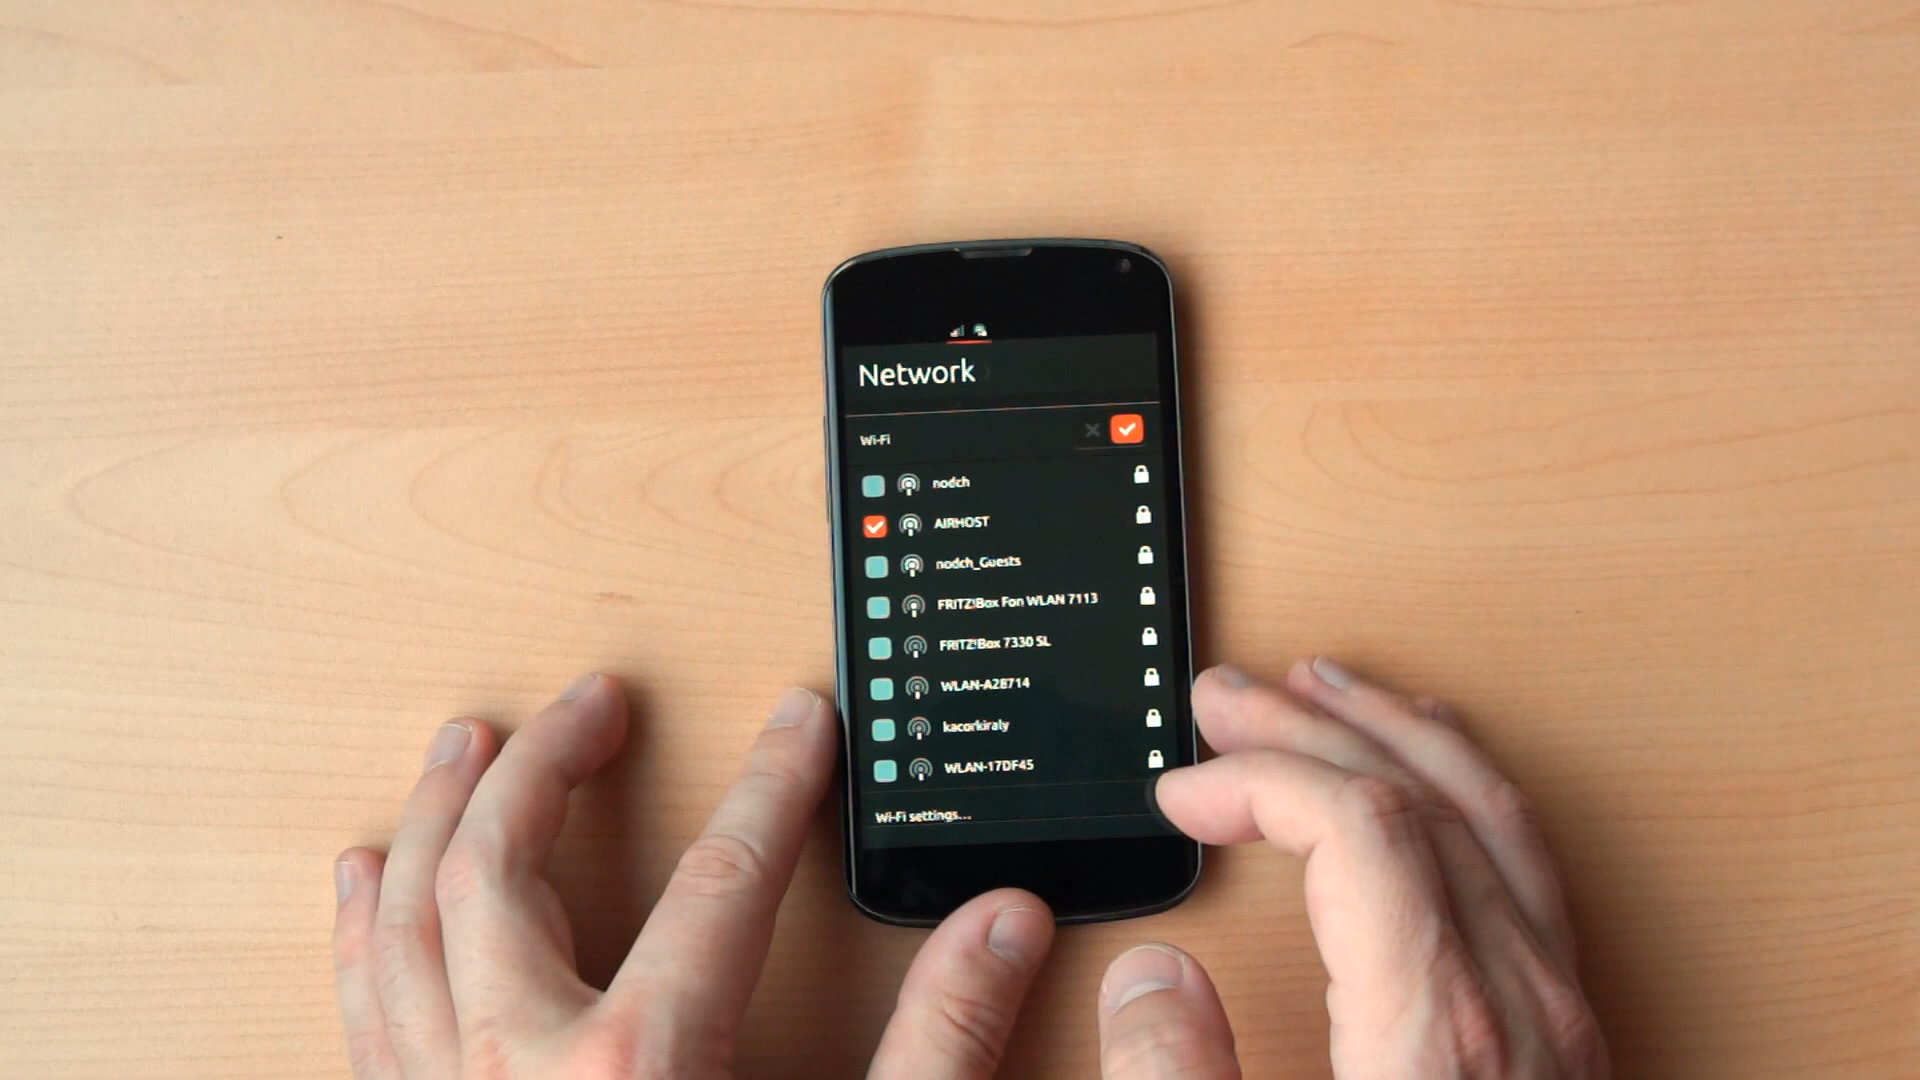 Network
Wi-Fi
nodch
AIRHOST
nodch_Guests
FRITZ!Box Fon WLAN 7113
FRITZ!Box 7330 SL
WLAN-A28714
kacorkiraly
WLAN-17DF45
Wi-Fi settings...